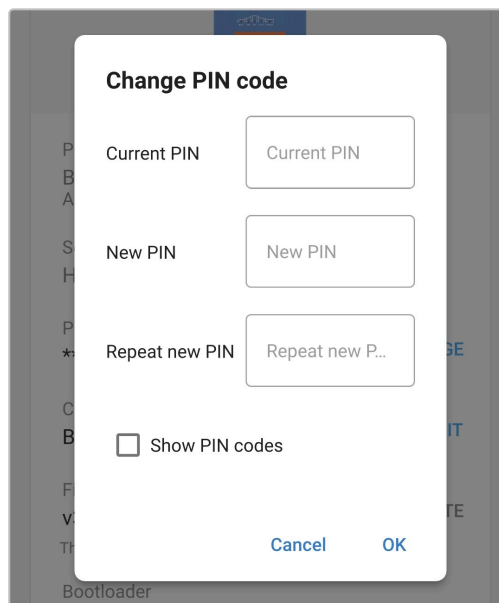 Change PIN code
Current PIN Current PIN
New PIN New PIN
Repeat new PIN Repeat new P...
Show PIN codes
Cancel OK
Bootloader